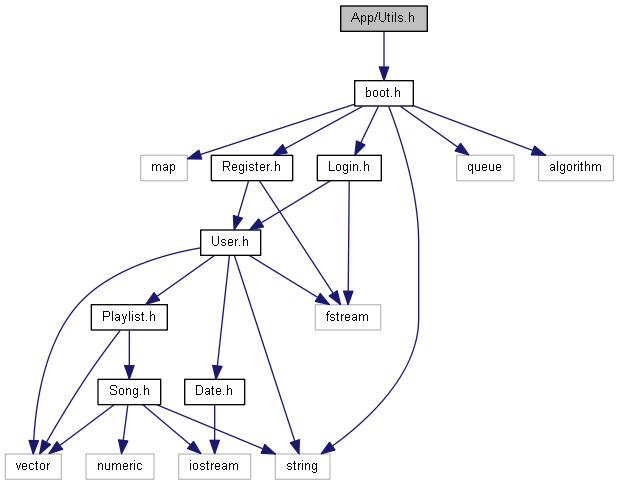 App/Utils.h
boot.h
map
Register.h
Login.h
queue
algorithm
User.h
Playlist.h
fstream
Song.h
Date.h
vector
numeric
iostream
string